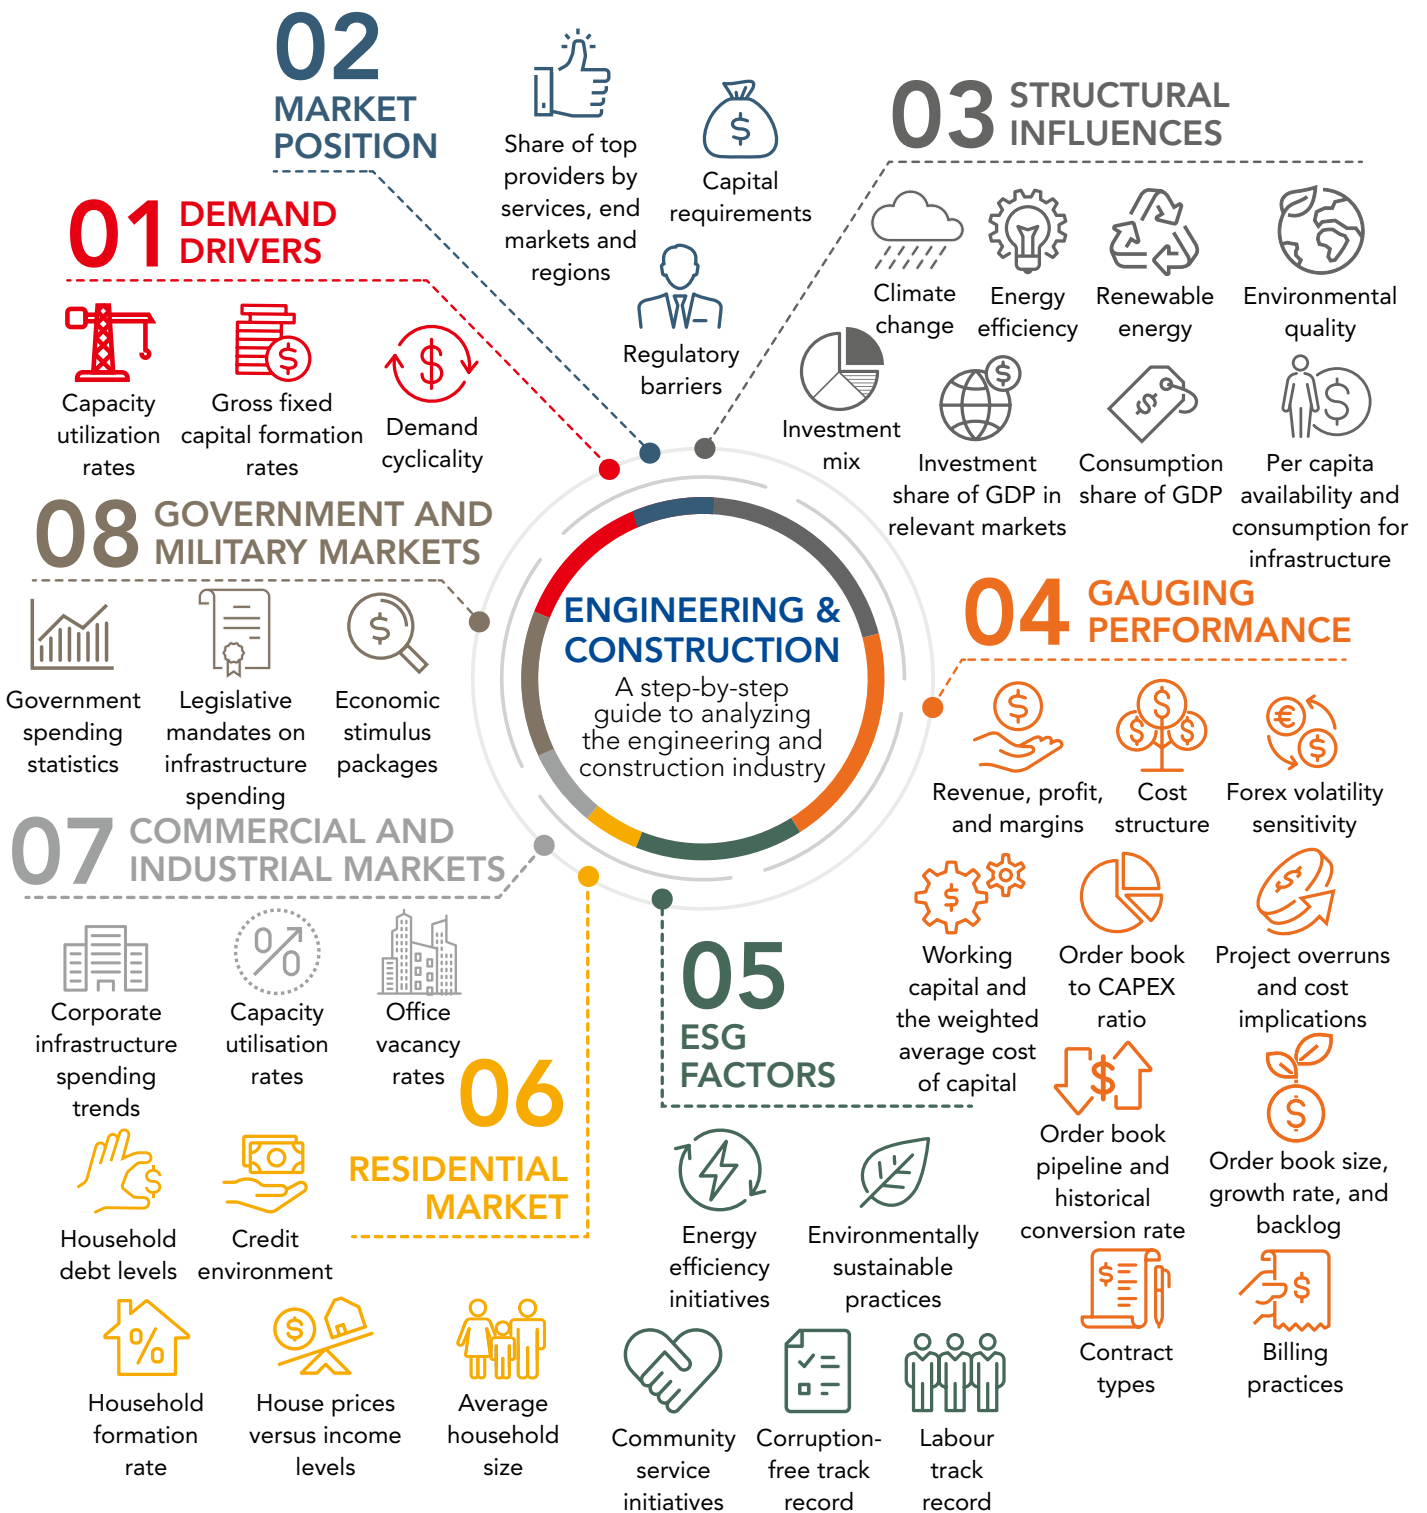 02
MARKET
POSITION
Share of top
providers by
services, end
markets and
regions
Capital
requirements
Regulatory
barriers
03
STRUCTURAL
INFLUENCES
Climate
change
Energy
efficiency
Renewable
energy
Environmental
quality
Investment
mix
Investment
share of GDP in
relevant markets
Consumption
share of GDP
Per capita
availability and
consumption for
infrastructure
01
DEMAND
DRIVERS
Capacity
utilization
rates
Gross fixed
capital formation
rates
Demand
cyclicality
08
GOVERNMENT AND
MILITARY MARKETS
Government
spending
statistics
Legislative
mandates on
infrastructure
spending
Economic
stimulus
packages
ENGINEERING &
CONSTRUCTION
A step-by-step
guide to analyzing
the engineering and
construction industry
04
GAUGING
PERFORMANCE
Revenue, profit,
and margins
Cost
structure
Forex volatility
sensitivity
Working
capital and
the weighted
average cost
of capital
Order book
to CAPEX
ratio
Project overruns
and cost
implications
Order book
pipeline and
historical
conversion rate
Order book size,
growth rate, and
backlog
Contract
types
Billing
practices
07
COMMERCIAL AND
INDUSTRIAL MARKETS
Corporate
infrastructure
spending
trends
Capacity
utilisation
rates
Office
vacancy
rates
06
RESIDENTIAL
MARKET
Household
debt levels
Credit
environment
Household
formation
rate
House prices
versus income
levels
Average
household
size
05
ESG
FACTORS
Energy
efficiency
initiatives
Environmentally
sustainable
practices
Community
service
initiatives
Corruption-
free track
record
Labour
track
record